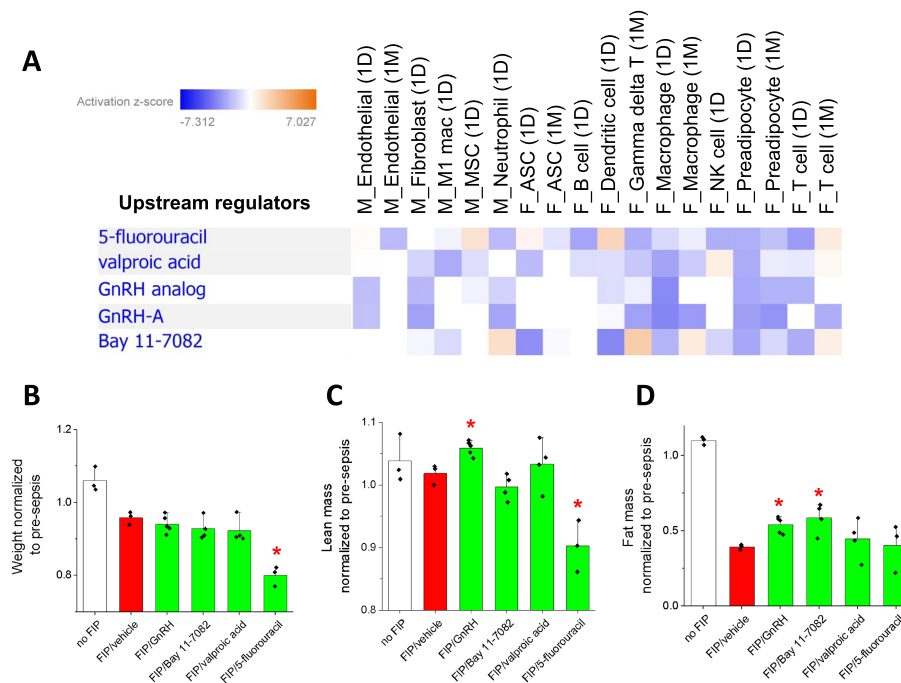 A
Activation z-score
-7.312 7.027
M_Endothelial (1D)
M_Endothelial (1M)
M_Fibroblast (1D)
M_M1 mac (1D)
M_MSC (1D)
M_Neutrophil (1D)
F_ASC (1D)
F_ASC (1M)
F_B cell (1D)
F_Dendritic cell (1D)
F_Gamma delta T (1M)
F_Macrophage (1D)
F_Macrophage (1M)
F_NK cell (1D
F_Preadipocyte (1D)
F_Preadipocyte (1M)
F_T cell (1D)
F_T cell (1M)
Upstream regulators
5-fluorouracil
valproic acid
GnRH analog
GnRH-A
Bay 11-7082
B
Weight normalized
to pre-sepsis
1.2
1.0
0.8
*
no FIP
FIP/vehicle
FIP/GnRH
FIP/Bay 11-7082
FIP/valproic acid
FIP/5-fluorouracil
C
Lean mass
normalized to pre-sepsis
1.1
1.0
0.9
0.8
*
*
no FIP
FIP/vehicle
FIP/GnRH
FIP/Bay 11-7082
FIP/valproic acid
FIP/5-fluorouracil
D
Fat mass
normalized to pre-sepsis
1.0
0.5
0.0
*
*
no FIP
FIP/vehicle
FIP/GnRH
FIP/Bay 11-7082
FIP/valproic acid
FIP/5-fluorouracil